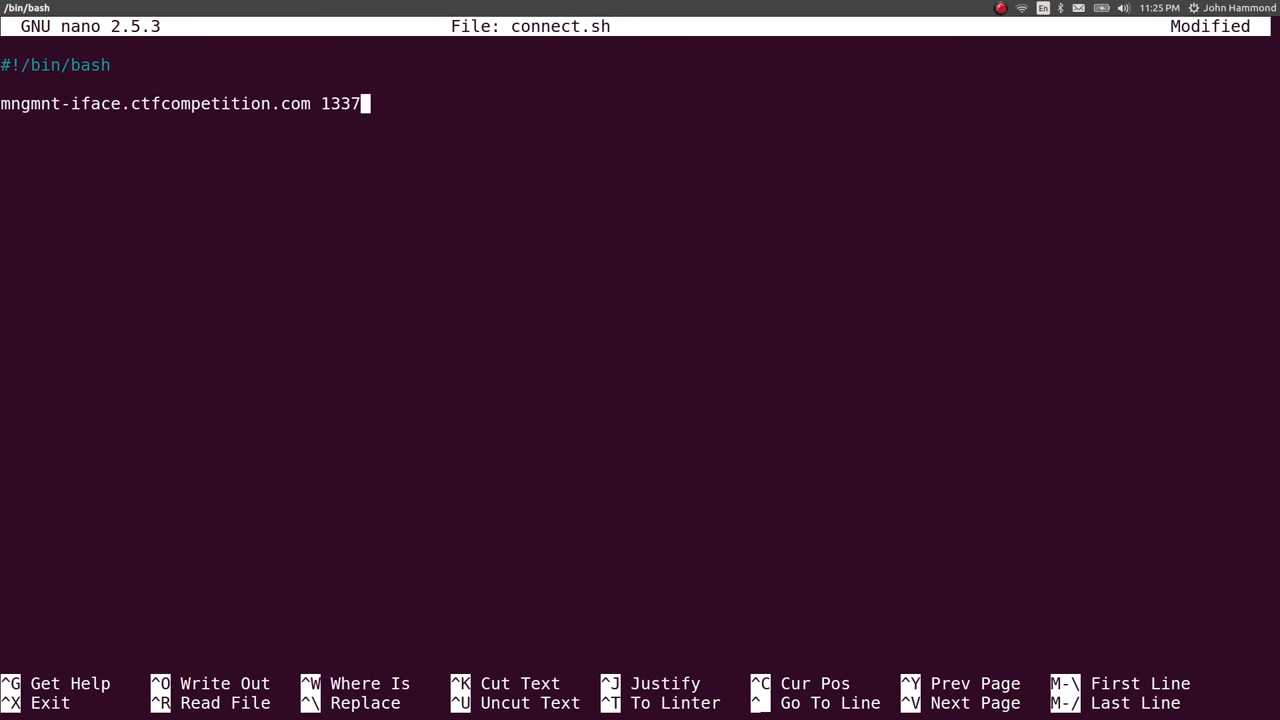 /bin/bash
En
11:25 PM
John Hammond
GNU nano 2.5.3 File: connect.sh Modified
#!/bin/bash
mngmnt-iface.ctfcompetition.com 1337
^G Get Help ^O Write Out ^W Where Is ^K Cut Text ^J Justify ^C Cur Pos ^Y Prev Page M-\ First Line
^X Exit ^R Read File ^\ Replace ^U Uncut Text ^T To Linter ^_ Go To Line ^V Next Page M-/ Last Line